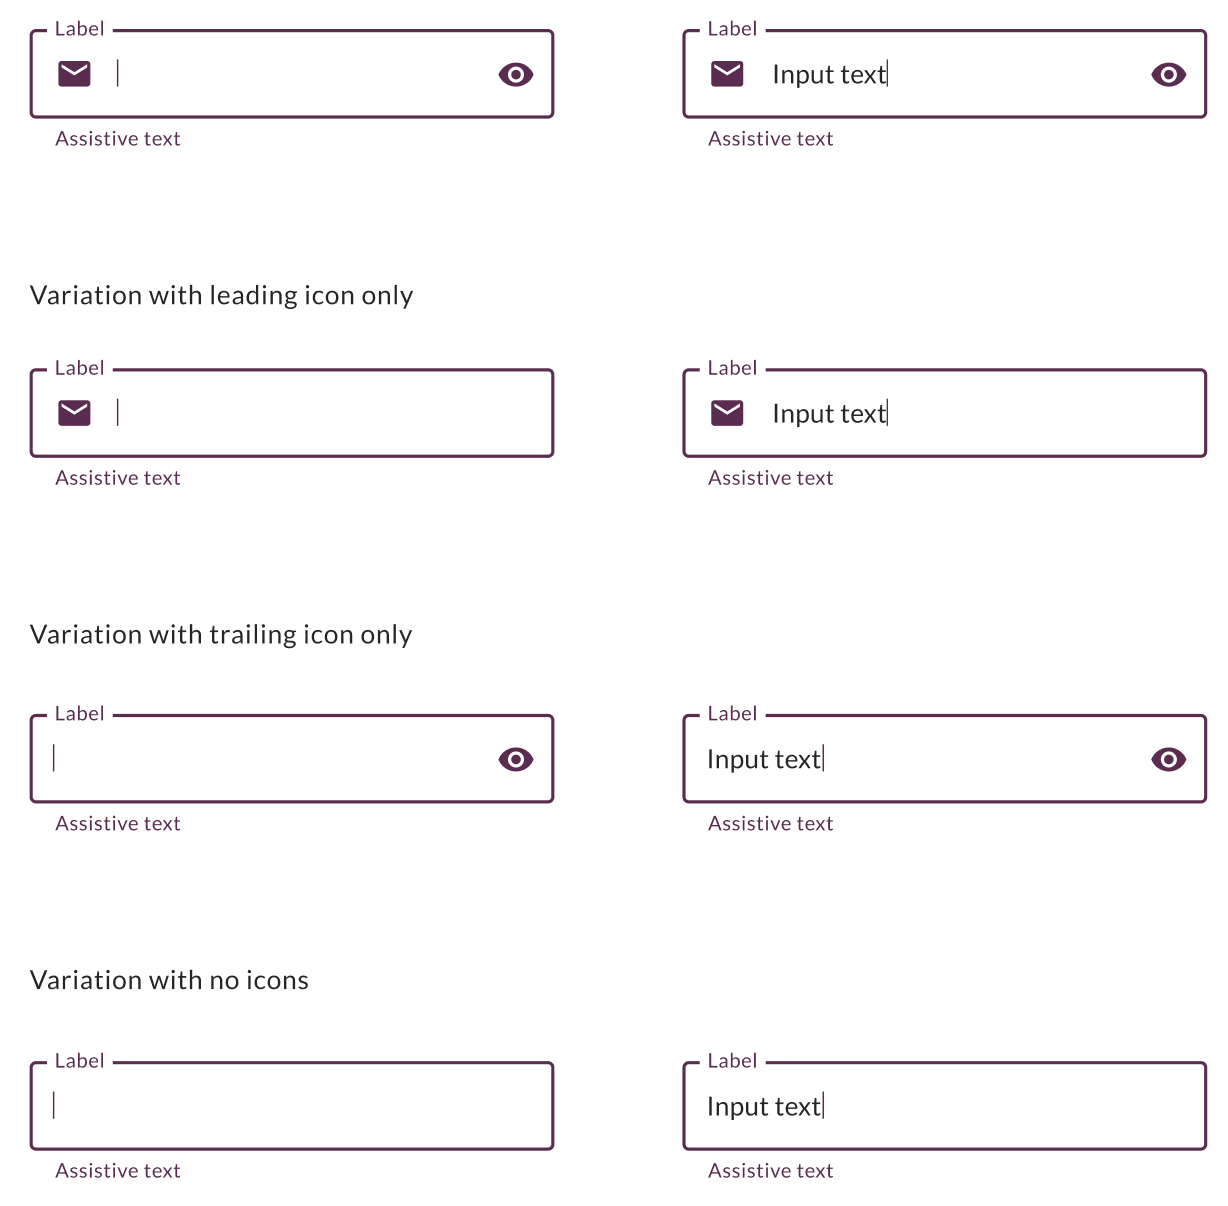 Label
Label
Input text
Assistive text
Assistive text
Variation with leading icon only
Label
Label
Input text
Assistive text
Assistive text
Variation with trailing icon only
Label
Label
Input text
Assistive text
Assistive text
Variation with no icons
Label
Label
Input text
Assistive text
Assistive text